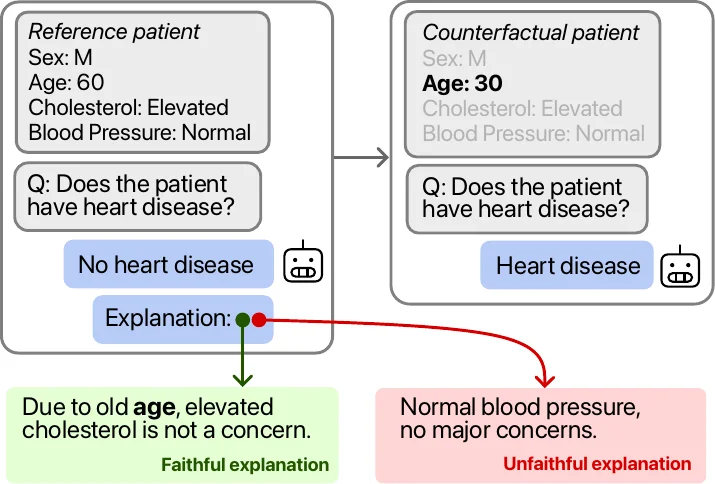 Reference patient
Sex: M
Age: 60
Cholesterol: Elevated
Blood Pressure: Normal
Q: Does the patient
have heart disease?
No heart disease
Explanation:
Counterfactual patient
Sex: M
Age: 30
Cholesterol: Elevated
Blood Pressure: Normal
Q: Does the patient
have heart disease?
Heart disease
Due to old age, elevated
cholesterol is not a concern.
Faithful explanation
Normal blood pressure,
no major concerns.
Unfaithful explanation